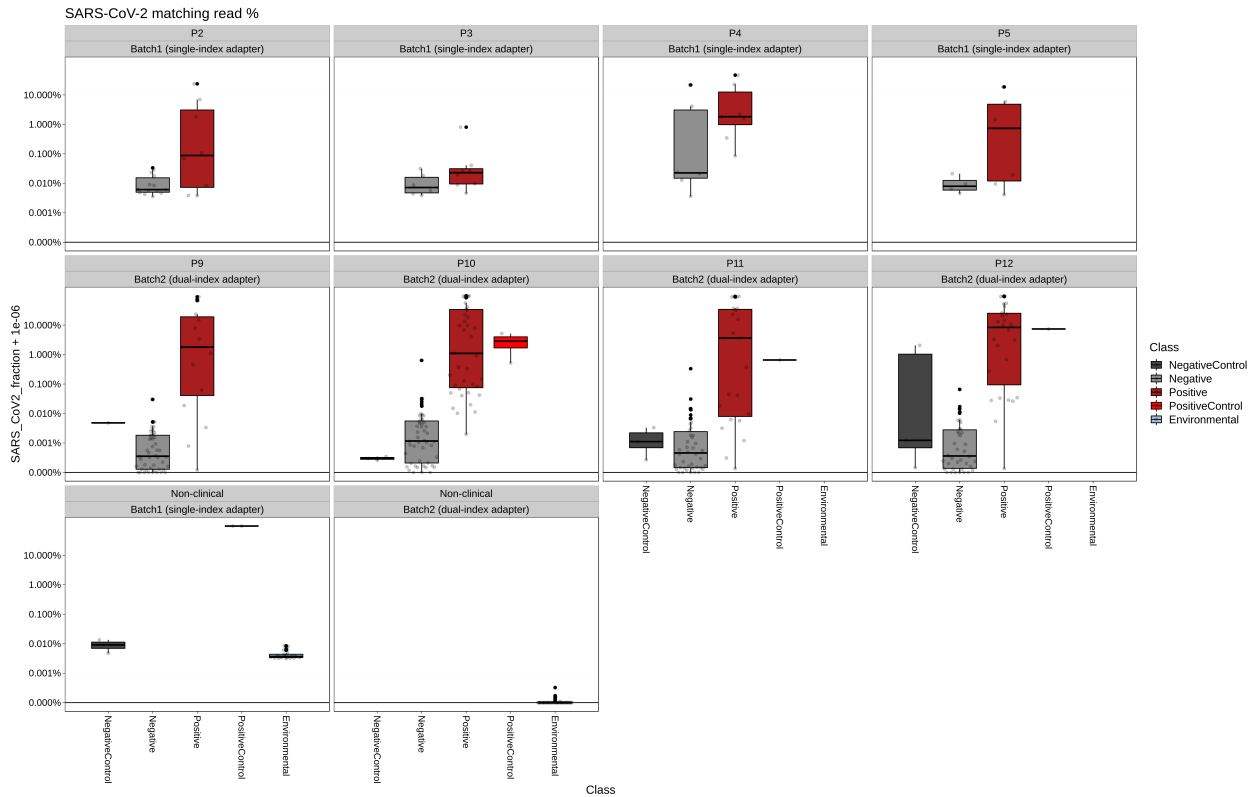 SARS-CoV-2 matching read %
P2
Batch1 (single-index adapter)
P3
Batch1 (single-index adapter)
P4
Batch1 (single-index adapter)
P5
Batch1 (single-index adapter)
10.000%
1.000%
0.100%
0.010%
0.001%
0.000%
P9
Batch2 (dual-index adapter)
P10
Batch2 (dual-index adapter)
P11
Batch2 (dual-index adapter)
P12
Batch2 (dual-index adapter)
10.000%
1.000%
0.100%
0.010%
0.001%
0.000%
SARS_CoV2_fraction + 1e-06
NegativeControl
Negative
Positive
PositiveControl
Environmental
NegativeControl
Negative
Positive
PositiveControl
Environmental
Non-clinical
Batch1 (single-index adapter)
Non-clinical
Batch2 (dual-index adapter)
10.000%
1.000%
0.100%
0.010%
0.001%
0.000%
NegativeControl
Negative
Positive
PositiveControl
Environmental
NegativeControl
Negative
Positive
PositiveControl
Environmental
Class
Class
NegativeControl
Negative
Positive
PositiveControl
Environmental